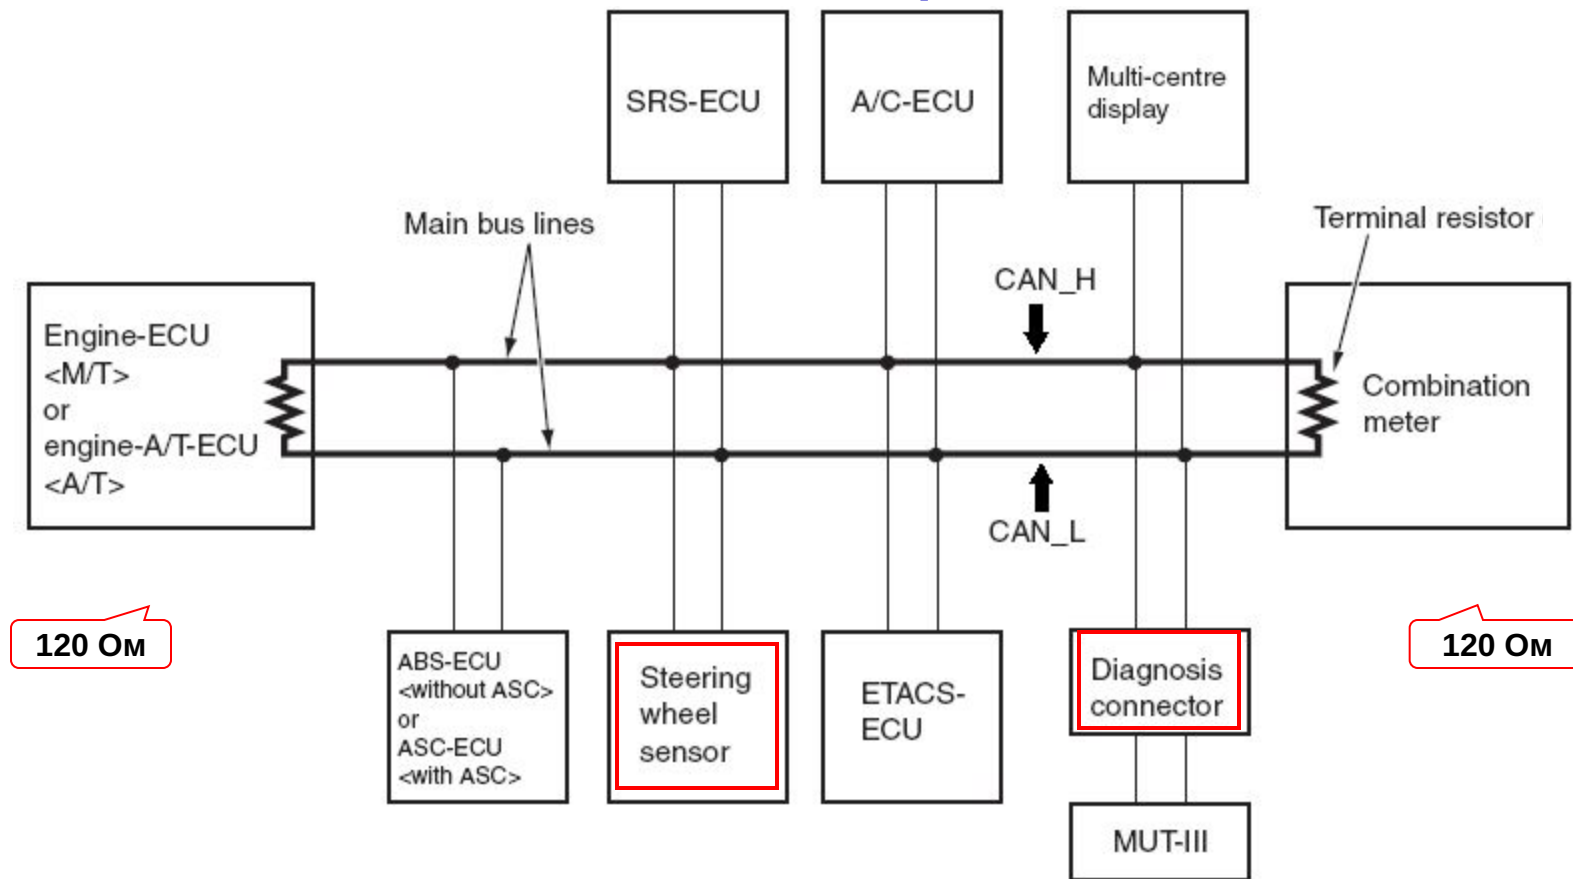 SRS-ECU
A/C-ECU
Multi-centre
display
Main bus lines
Terminal resistor
CAN_H
Engine-ECU
<M/T>
or
engine-A/T-ECU
<A/T>
Combination
meter
CAN_L
120 Ом
120 Ом
ABS-ECU
<without ASC>
or
ASC-ECU
<with ASC>
Steering
wheel
sensor
ETACS-
ECU
Diagnosis
connector
MUT-III